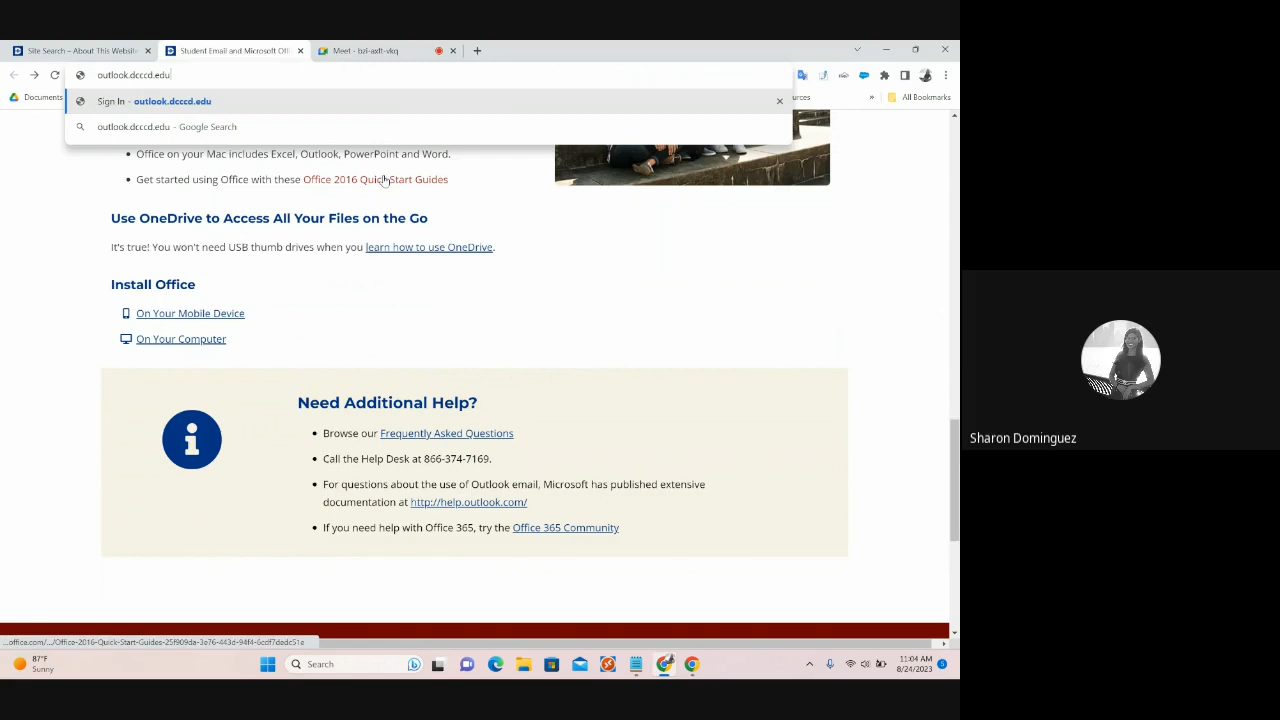 Site Search – About This Website
Student Email and Microsoft Offi
Meet - bzi-axft-vkq
outlook.dcccd.edu
Documents
Sign In - outlook.dcccd.edu
outlook.dcccd.edu - Google Search
»
All Bookmarks
Office on your Mac includes Excel, Outlook, PowerPoint and Word.
Get started using Office with these Office 2016 Quick Start Guides
Use OneDrive to Access All Your Files on the Go
It's true! You won't need USB thumb drives when you learn how to use OneDrive.
Install Office
On Your Mobile Device
On Your Computer
Need Additional Help?
Browse our Frequently Asked Questions
Call the Help Desk at 866-374-7169.
For questions about the use of Outlook email, Microsoft has published extensive
documentation at http://help.outlook.com/
If you need help with Office 365, try the Office 365 Community
Sharon Dominguez
87°F
Sunny
Search
11:04 AM
8/24/2023